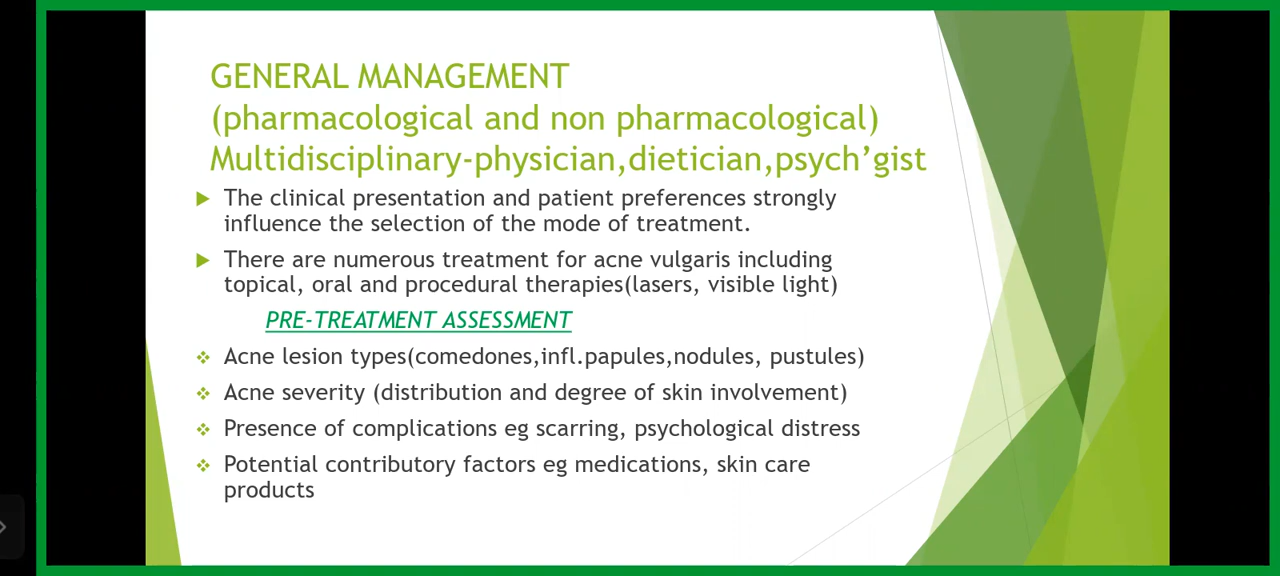 GENERAL MANAGEMENT
(pharmacological and non pharmacological)
Multidisciplinary-physician,dietician,psych’gist
The clinical presentation and patient preferences strongly
influence the selection of the mode of treatment.
There are numerous treatment for acne vulgaris including
topical, oral and procedural therapies(lasers, visible light)
PRE-TREATMENT ASSESSMENT
Acne lesion types(comedones,infl.papules,nodules, pustules)
Acne severity (distribution and degree of skin involvement)
Presence of complications eg scarring, psychological distress
Potential contributory factors eg medications, skin care
products